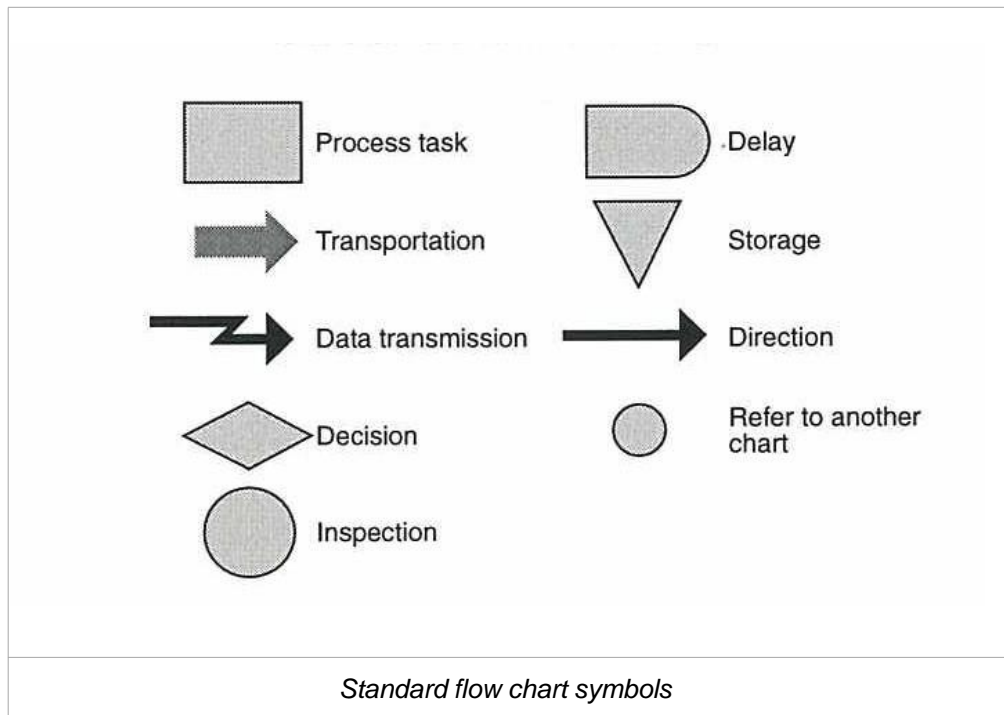 Process task
Delay
Transportation
Storage
Data transmission
Direction
Decision
Refer to another
chart
Inspection
Standard flow chart symbols